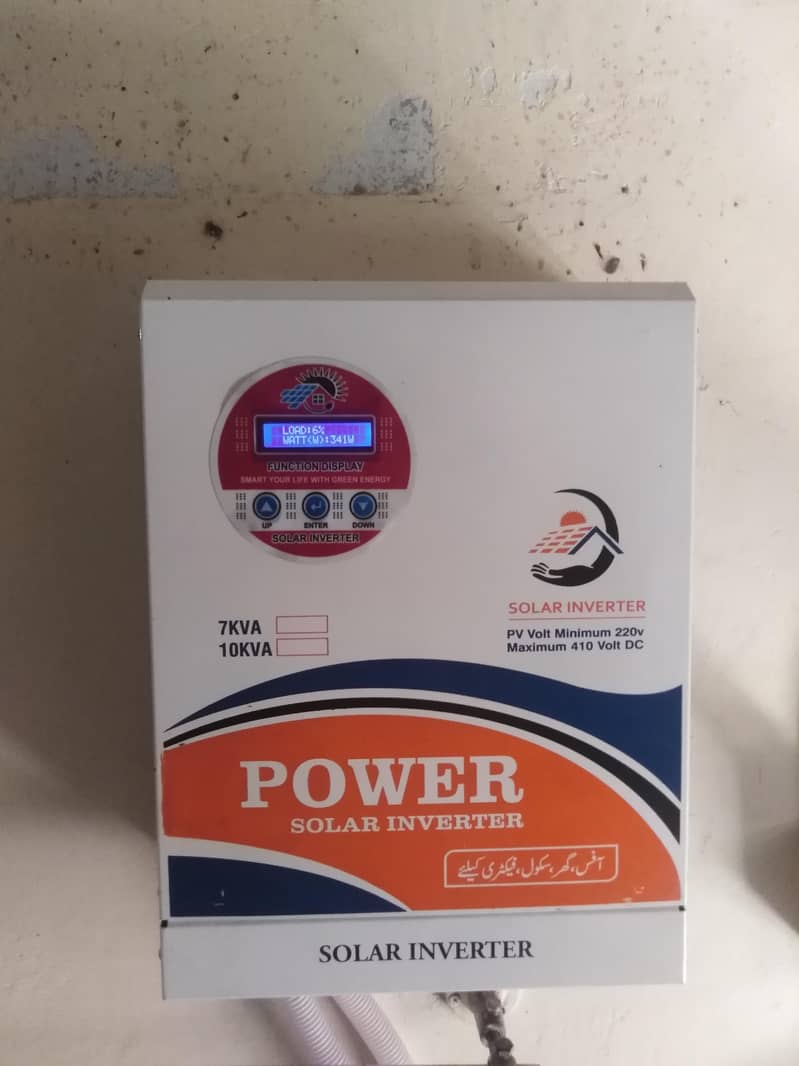 LOAD:6%
WATT(W):341W
FUNCTION DISPLAY
SMART YOUR LIFE WITH GREEN ENERGY
UP ENTER DOWN
SOLAR INVERTER
SOLAR INVERTER
PV Volt Minimum 220v
Maximum 410 Volt DC
7KVA
10KVA
POWER
SOLAR INVERTER
آفس، گھر، سکول، فیکٹری کیلئے
SOLAR INVERTER